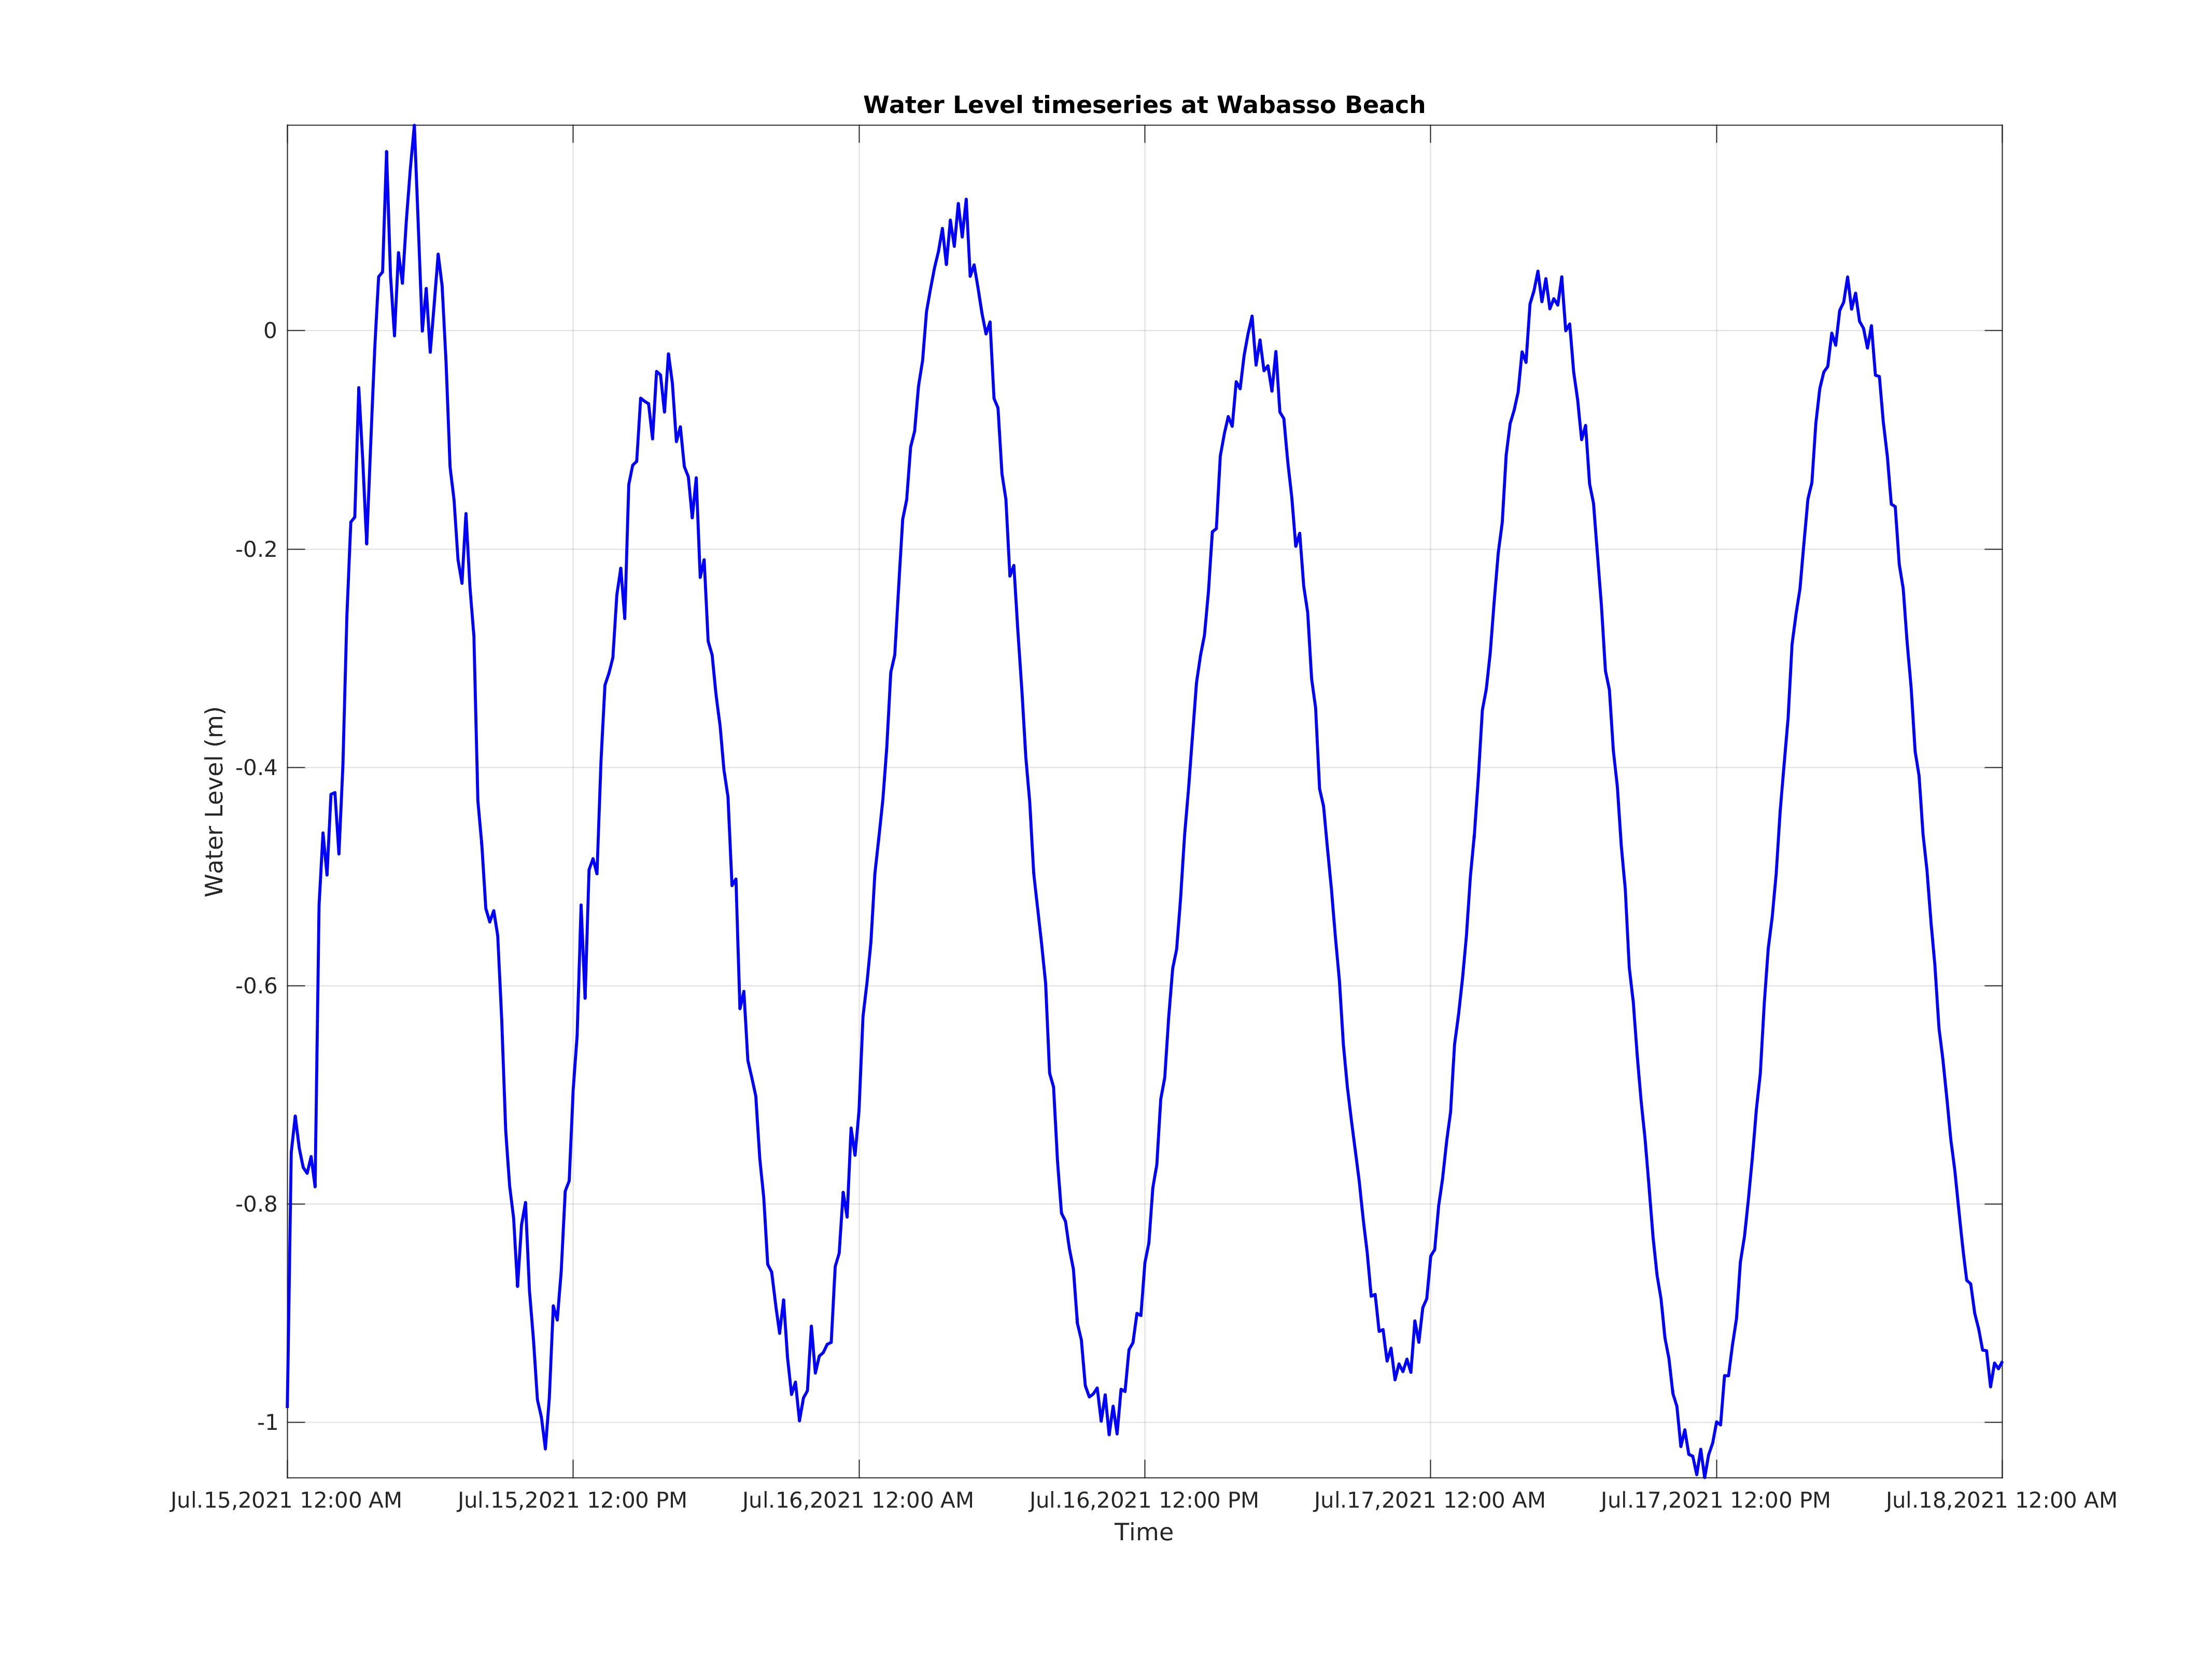 Water Level timeseries at Wabasso Beach
Water Level (m)
0
-0.2
-0.4
-0.6
-0.8
-1
Jul.15,2021 12:00 AM
Jul.15,2021 12:00 PM
Jul.16,2021 12:00 AM
Jul.16,2021 12:00 PM
Jul.17,2021 12:00 AM
Jul.17,2021 12:00 PM
Jul.18,2021 12:00 AM
Time